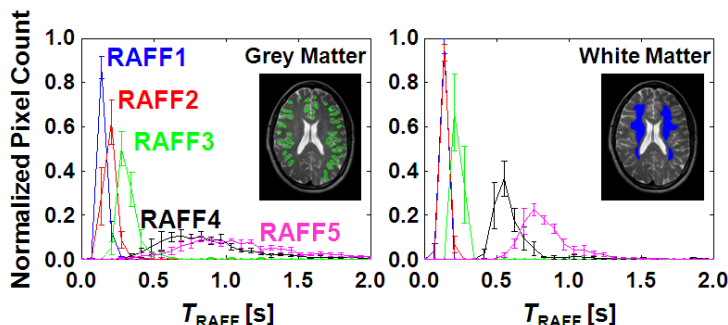 Normalized Pixel Count
1.0
0.8
0.6
0.4
0.2
0.0
RAFF1
RAFF2
RAFF3
RAFF4
RAFF5
Grey Matter
0.0 0.5 1.0 1.5 2.0
T_RAFF [s]
White Matter
1.0
0.8
0.6
0.4
0.2
0.0
0.0 0.5 1.0 1.5 2.0
T_RAFF [s]